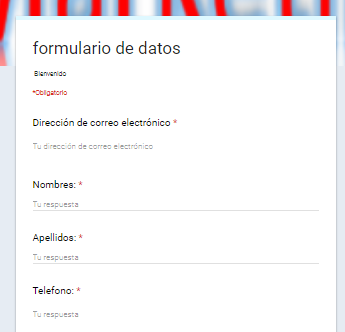 formulario de datos
Bienvenido
*Obligatorio
Dirección de correo electrónico *
Tu dirección de correo electrónico
Nombres: *
Tu respuesta
Apellidos: *
Tu respuesta
Telefono: *
Tu respuesta